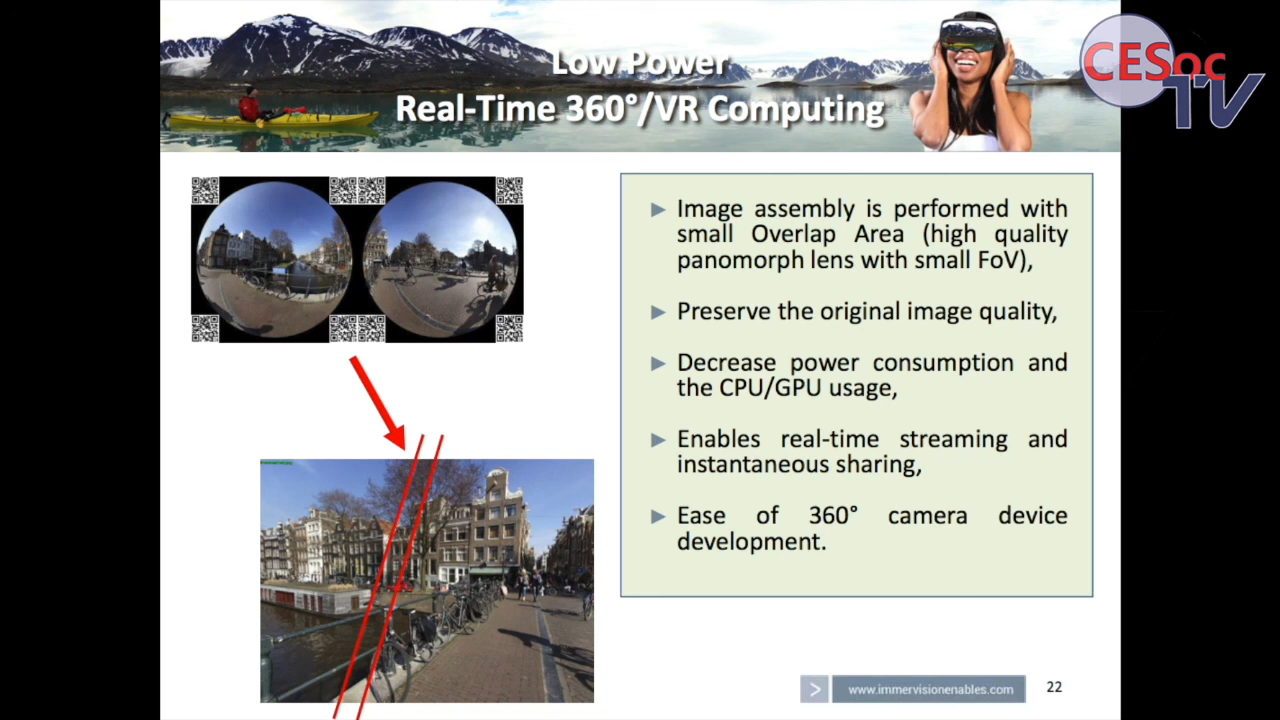 Low Power
Real-Time 360°/VR Computing
CESoc
TV
► Image assembly is performed with
small Overlap Area (high quality
panomorph lens with small FoV),
► Preserve the original image quality,
► Decrease power consumption and
the CPU/GPU usage,
► Enables real-time streaming and
instantaneous sharing,
► Ease of 360° camera device
development.
> www.immervisionenables.com
22